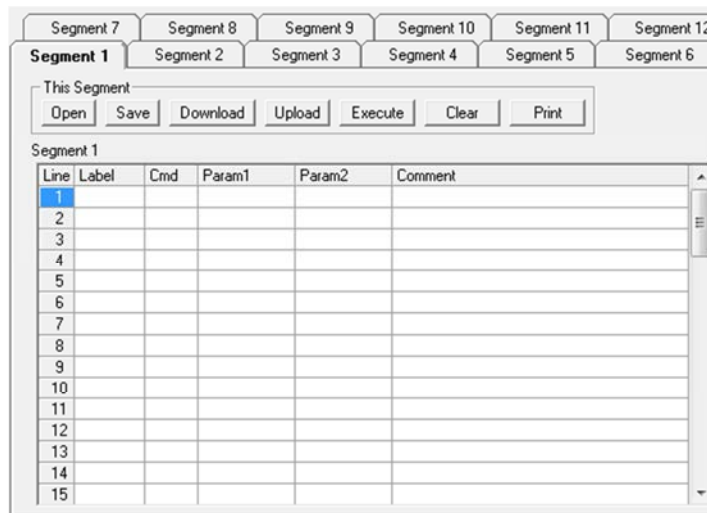 Segment 7 Segment 8 Segment 9 Segment 10 Segment 11 Segment 12
Segment 1 Segment 2 Segment 3 Segment 4 Segment 5 Segment 6
This Segment
Open Save Download Upload Execute Clear Print
Segment 1
Line Label Cmd Param1 Param2 Comment
1
2
3
4
5
6
7
8
9
10
11
12
13
14
15